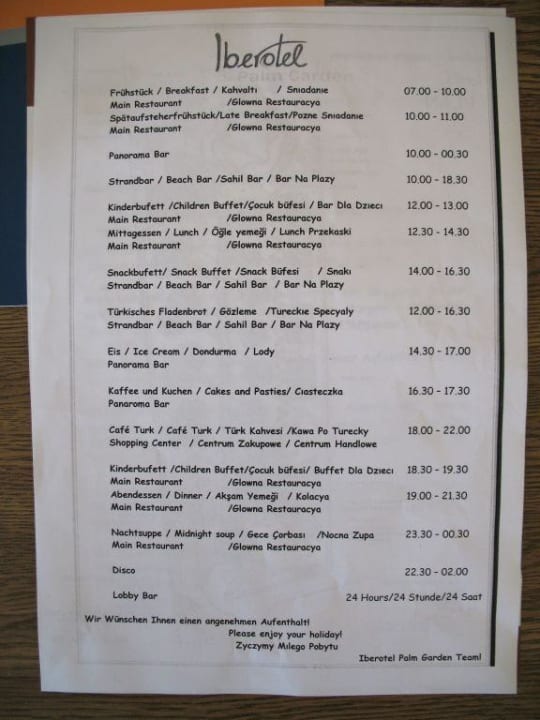 Iberotel
Palm Garden
Frühstück / Breakfast / Kahvaltı / Snıadanıe 07.00 - 10.00
Main Restaurant /Glowna Restauracya
Spätaufsteherfrühstück/Late Breakfast/Pozne Snıadanıe 10.00 - 11.00
Main Restaurant /Glowna Restauracya
Panorama Bar 10.00 - 00.30
Strandbar / Beach Bar /Sahil Bar / Bar Na Plazy 10.00 - 18.30
Kinderbufett /Children Buffet/Çocuk büfesi / Bar Dla Dzıecı 12.00 - 13.00
Main Restaurant /Glowna Restauracya
Mittagessen / Lunch / Öğle yemeği / Lunch Przekaski 12.30 - 14.30
Main Restaurant /Glowna Restauracya
Snackbufett/ Snack Buffet /Snack Büfesi / Snakı 14.00 - 16.30
Strandbar / Beach Bar / Sahil Bar / Bar Na Plazy
Türkisches Fladenbrot / Gözleme /Tureckıe Specyaly 12.00 - 16.30
Strandbar / Beach Bar / Sahil Bar / Bar Na Plazy
Eis / Ice Cream / Dondurma / Lody 14.30 - 17.00
Panorama Bar
Kaffee und Kuchen / Cakes and Pasties/ Cıasteczka 16.30 - 17.30
Panaroma Bar
Café Turk / Café Turk / Türk Kahvesi /Kawa Po Turecky 18.00 - 22.00
Shopping Center / Centrum Zakupowe / Centrum Handlowe
Kinderbufett /Children Buffet/Çocuk büfesi/ Buffet Dla Dzıecı 18.30 - 19.30
Main Restaurant /Glowna Restauracya
Abendessen / Dinner / Akşam Yemeği / Kolacya 19.00 - 21.30
Main Restaurant /Glowna Restauracya
Nachtsuppe / Midnight soup / Gece Çorbası /Nocna Zupa 23.30 - 00.30
Main Restaurant /Glowna Restauracya
Disco 22.30 - 02.00
Lobby Bar 24 Hours/24 Stunde/24 Saat
Wir Wünschen Ihnen einen angenehmen Aufenthalt!
Please enjoy your holiday!
Zyczymy Mılego Pobytu
Iberotel Palm Garden Team!